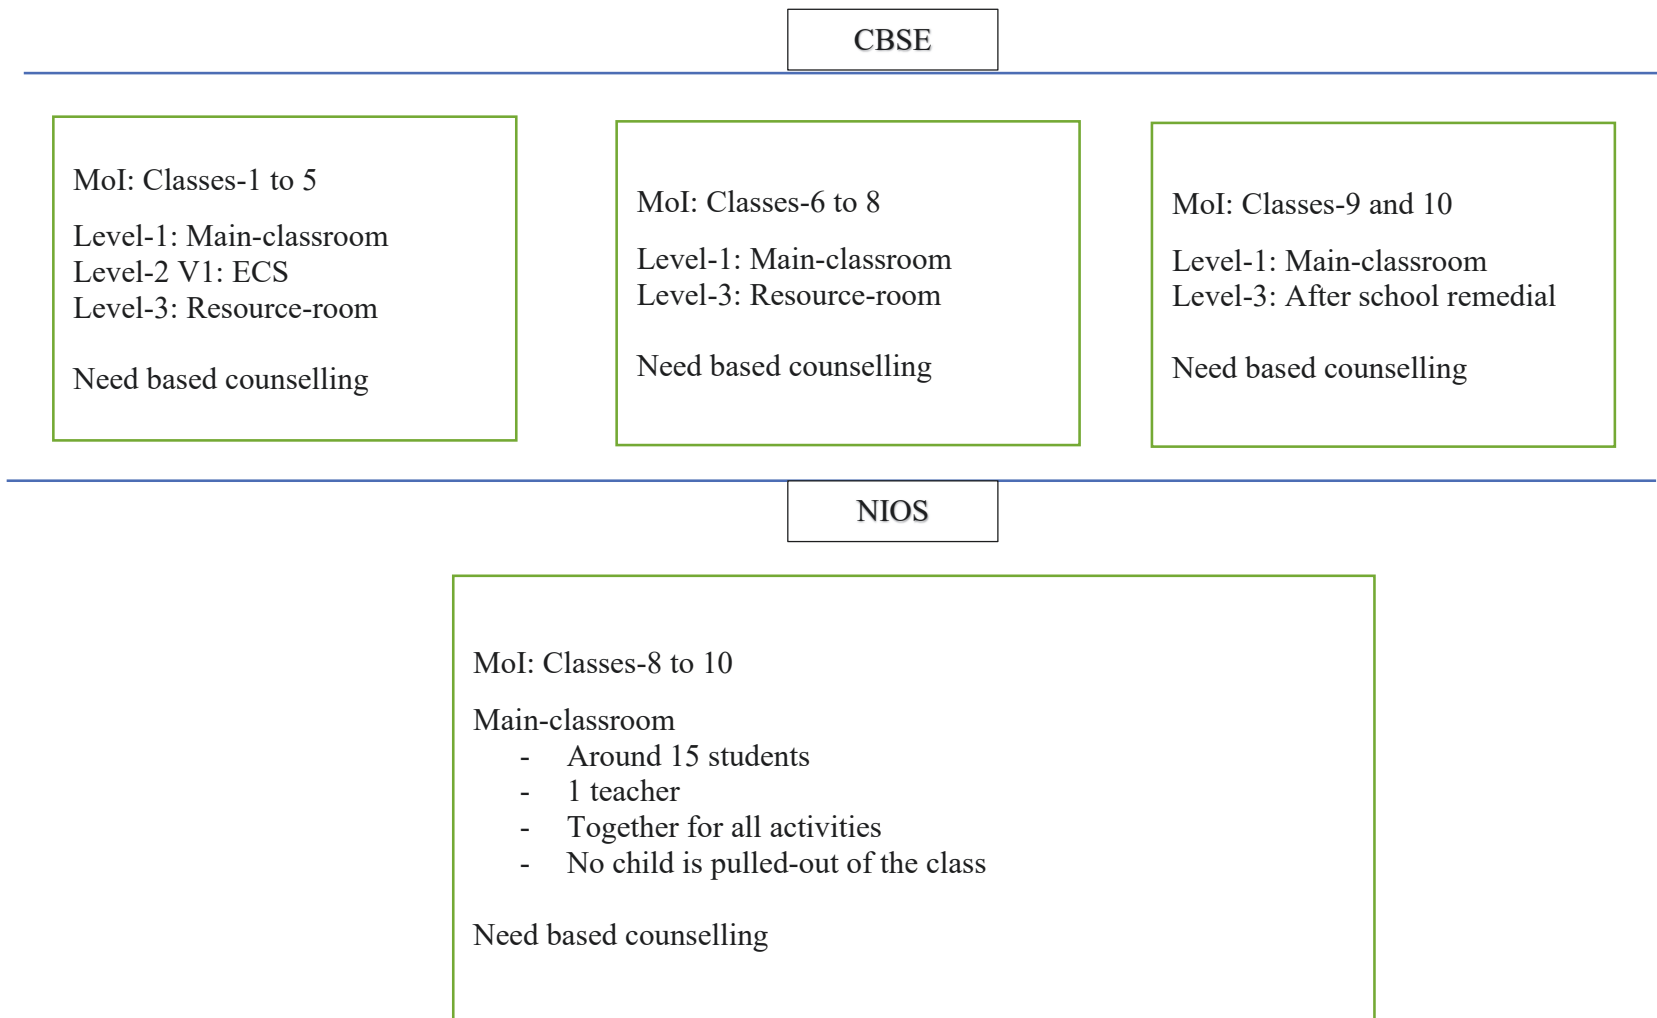 CBSE
MoI: Classes-1 to 5
Level-1: Main-classroom
Level-2 V1: ECS
Level-3: Resource-room
Need based counselling
MoI: Classes-6 to 8
Level-1: Main-classroom
Level-3: Resource-room
Need based counselling
MoI: Classes-9 and 10
Level-1: Main-classroom
Level-3: After school remedial
Need based counselling
NIOS
MoI: Classes-8 to 10
Main-classroom
- Around 15 students
- 1 teacher
- Together for all activities
- No child is pulled-out of the class
Need based counselling